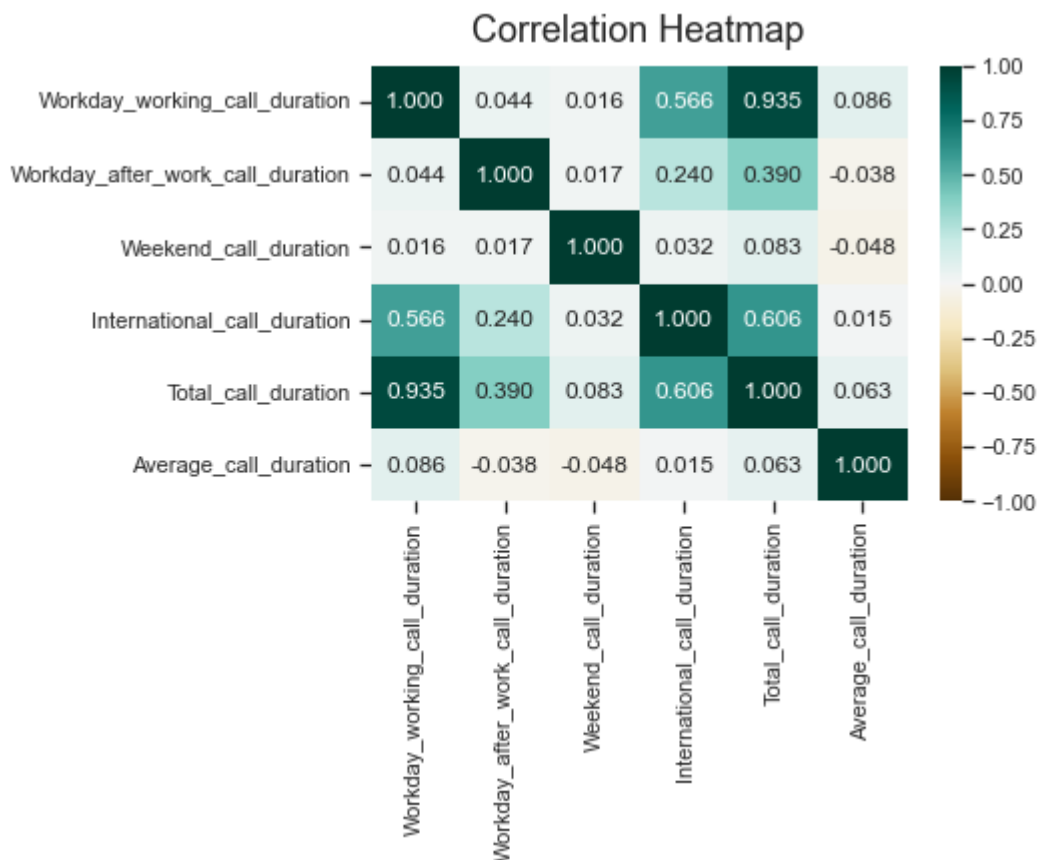 Correlation Heatmap
Workday_working_call_duration 1.000 0.044 0.016 0.566 0.935 0.086
Workday_after_work_call_duration 0.044 1.000 0.017 0.240 0.390 -0.038
Weekend_call_duration 0.016 0.017 1.000 0.032 0.083 -0.048
International_call_duration 0.566 0.240 0.032 1.000 0.606 0.015
Total_call_duration 0.935 0.390 0.083 0.606 1.000 0.063
Average_call_duration 0.086 -0.038 -0.048 0.015 0.063 1.000
Workday_working_call_duration
Workday_after_work_call_duration
Weekend_call_duration
International_call_duration
Total_call_duration
Average_call_duration
1.00
0.75
0.50
0.25
0.00
−0.25
−0.50
−0.75
−1.00